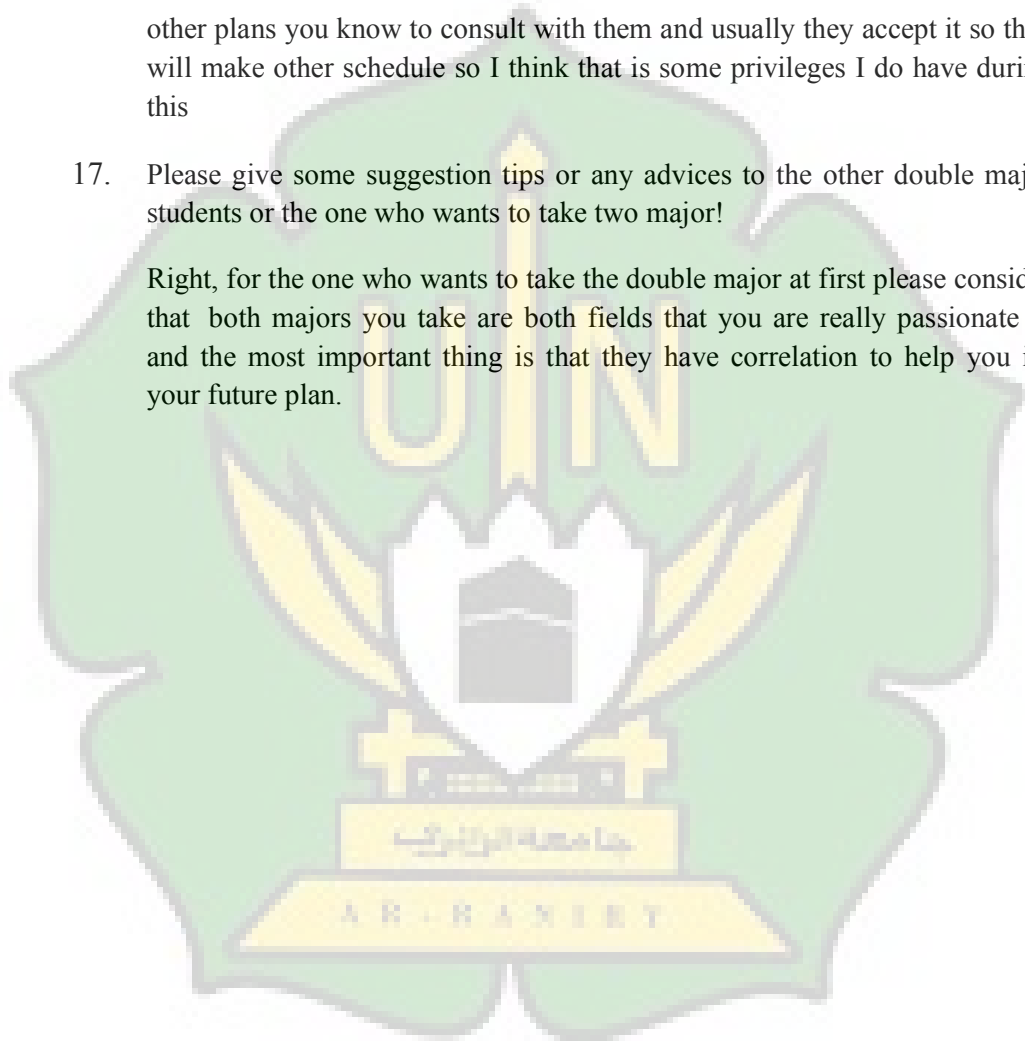 other plans you know to consult with them and usually they accept it so th
will make other schedule so I think that is some privileges I do have duri
this
17. Please give some suggestion tips or any advices to the other double maj
students or the one who wants to take two major!
Right, for the one who wants to take the double major at first please consid
that both majors you take are both fields that you are really passionate
and the most important thing is that they have correlation to help you i
your future plan.
UIN
جامعة الرانري
AR-RANIRY